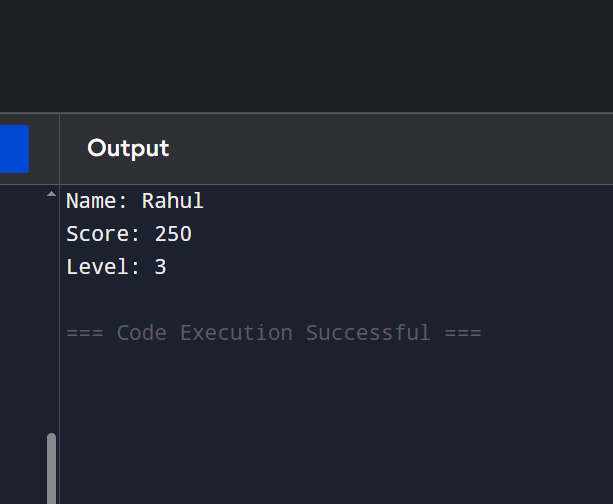 Output
Name: Rahul
Score: 250
Level: 3
=== Code Execution Successful ===